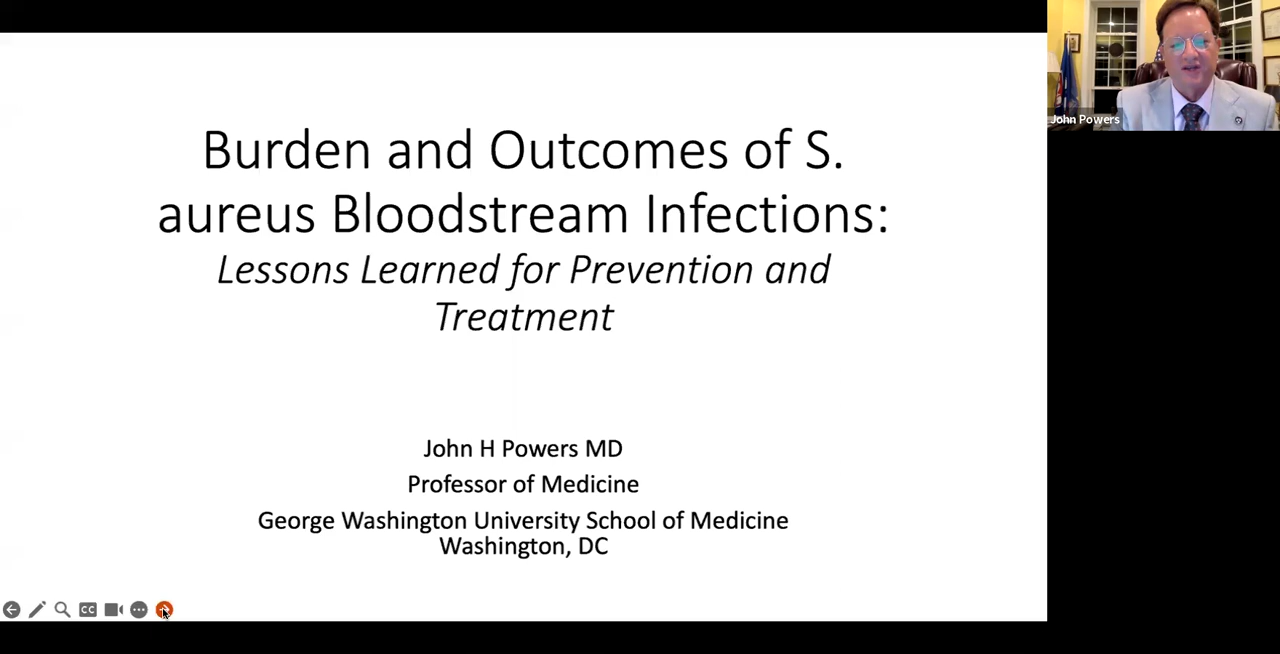 Burden and Outcomes of S.
aureus Bloodstream Infections:
Lessons Learned for Prevention and
Treatment
John H Powers MD
Professor of Medicine
George Washington University School of Medicine
Washington, DC
CC
John Powers